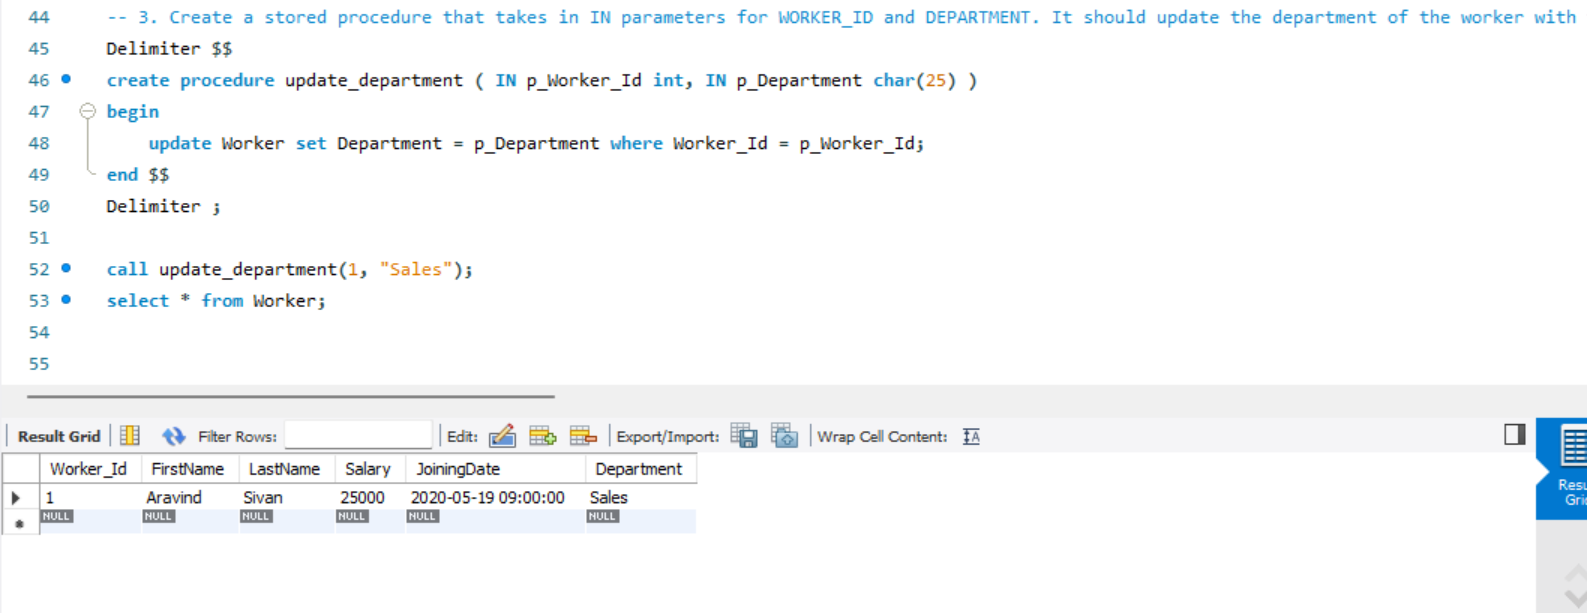 44 -- 3. Create a stored procedure that takes in IN parameters for WORKER_ID and DEPARTMENT. It should update the department of the worker with
45 Delimiter $$
46 create procedure update_department ( IN p_Worker_Id int, IN p_Department char(25) )
47 begin
48 update Worker set Department = p_Department where Worker_Id = p_Worker_Id;
49 end $$
50 Delimiter ;
51
52 call update_department(1, "Sales");
53 select * from Worker;
54
55
Result Grid Filter Rows: Edit: Export/Import: Wrap Cell Content: IA
Worker_Id FirstName LastName Salary JoiningDate Department
1 Aravind Sivan 25000 2020-05-19 09:00:00 Sales
NULL NULL NULL NULL NULL NULL
Resu
Gri